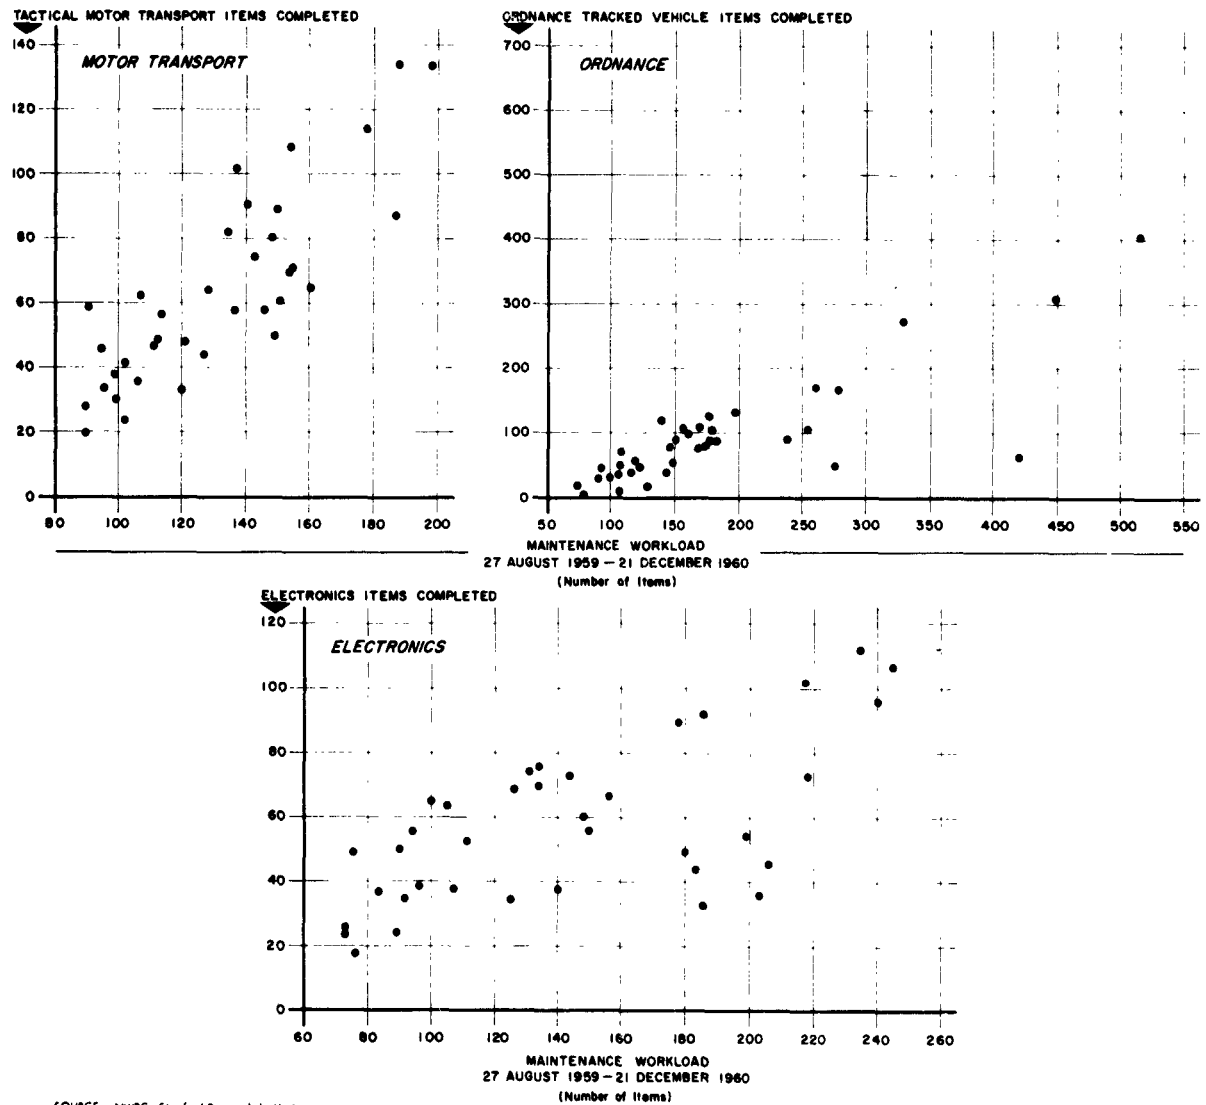 TACTICAL MOTOR TRANSPORT ITEMS COMPLETED
140
120
100
80
60
40
20
0
MOTOR TRANSPORT
80 100 120 140 160 180 200
ORDNANCE TRACKED VEHICLE ITEMS COMPLETED
700
600
500
400
300
200
100
0
ORDNANCE
50 100 150 200 250 300 350 400 450 500 550
MAINTENANCE WORKLOAD
27 AUGUST 1959 – 21 DECEMBER 1960
(Number of Items)
ELECTRONICS ITEMS COMPLETED
120
100
80
60
40
20
0
ELECTRONICS
60 80 100 120 140 160 180 200 220 240 260
MAINTENANCE WORKLOAD
27 AUGUST 1959 – 21 DECEMBER 1960
(Number of Items)